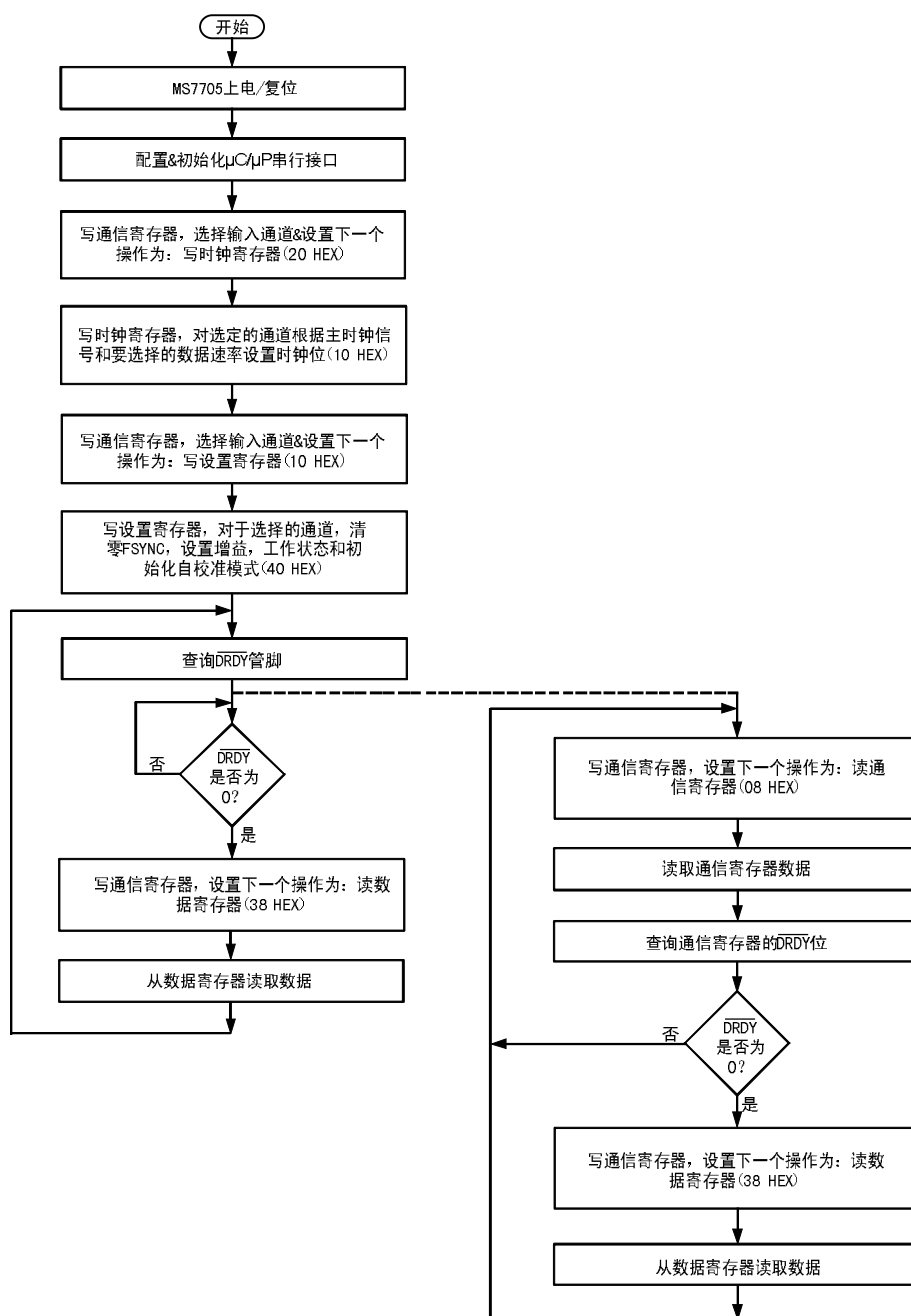 开始
MS7705上电/复位
配置&初始化μC/μP串行接口
写通信寄存器，选择输入通道&设置下一个
操作为：写时钟寄存器(20 HEX)
写时钟寄存器，对选定的通道根据主时钟信
号和要选择的数据速率设置时钟位(10 HEX)
写通信寄存器，选择输入通道&设置下一个
操作为：写设置寄存器(10 HEX)
写设置寄存器，对于选择的通道，清
零FSYNC，设置增益，工作状态和初
始化自校准模式(40 HEX)
查询DRDY管脚
DRDY
是否为
0?
否
是
写通信寄存器，设置下一个操作为：读数
据寄存器(38 HEX)
从数据寄存器读取数据
写通信寄存器，设置下一个操作为：读通
信寄存器(08 HEX)
读取通信寄存器数据
查询通信寄存器的DRDY位
DRDY
是否为
0?
否
是
写通信寄存器，设置下一个操作为：读数
据寄存器(38 HEX)
从数据寄存器读取数据